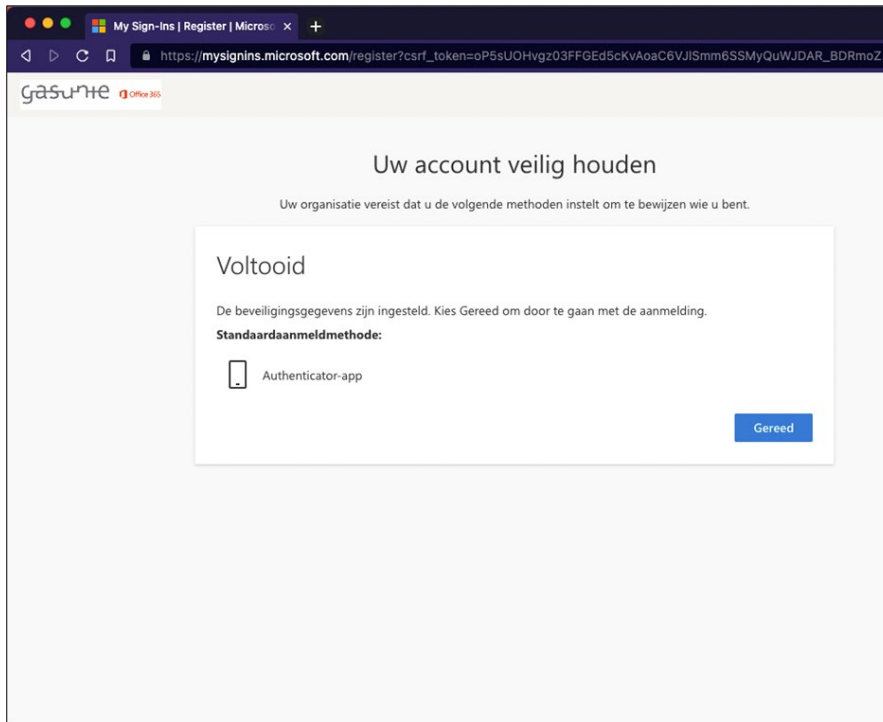 My Sign-Ins | Register | Microso
https://mysignins.microsoft.com/register?csrf_token=oP5sUOHvgz03FFGEd5cKvAoaC6VJlSmm6SSMyQuWJDAR_BDRmoZ
gasunie Office 365
Uw account veilig houden
Uw organisatie vereist dat u de volgende methoden instelt om te bewijzen wie u bent.
Voltooid
De beveiligingsgegevens zijn ingesteld. Kies Gereed om door te gaan met de aanmelding.
Standaardaanmeldmethode:
Authenticator-app
Gereed